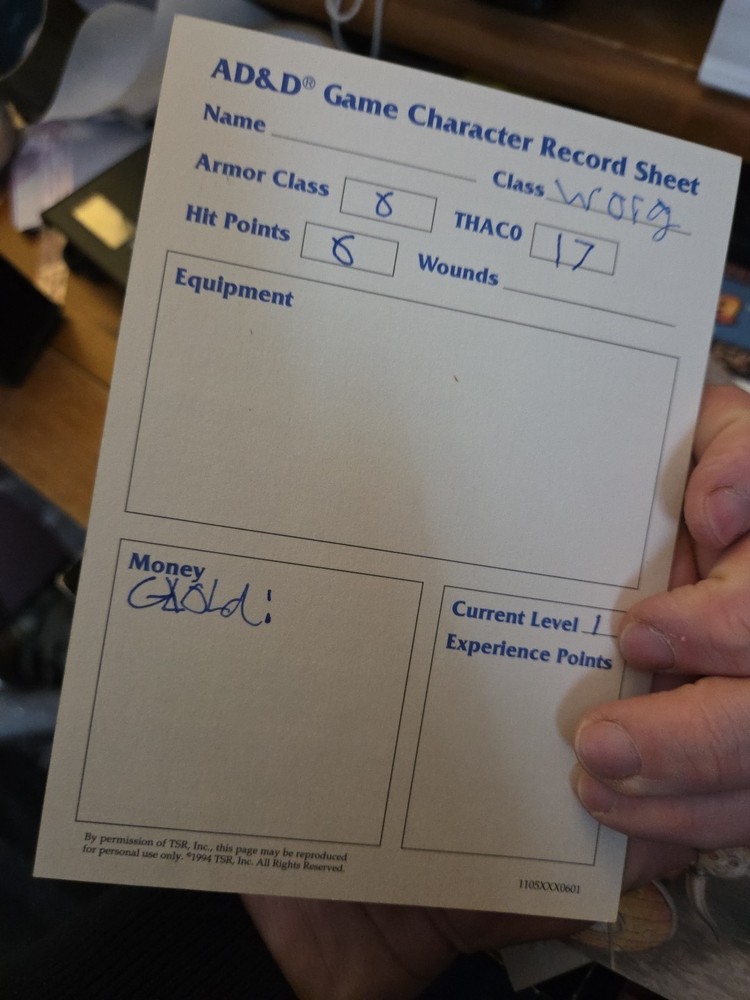 AD&D® Game Character Record Sheet
Name
Class Worg
Armor Class 8
THAC0 17
Hit Points 8
Wounds
Equipment
Money
Gold:
Current Level 1
Experience Points
By permission of TSR, Inc., this page may be reproduced
for personal use only. ©1994 TSR, Inc. All Rights Reserved.
1105XXX0601